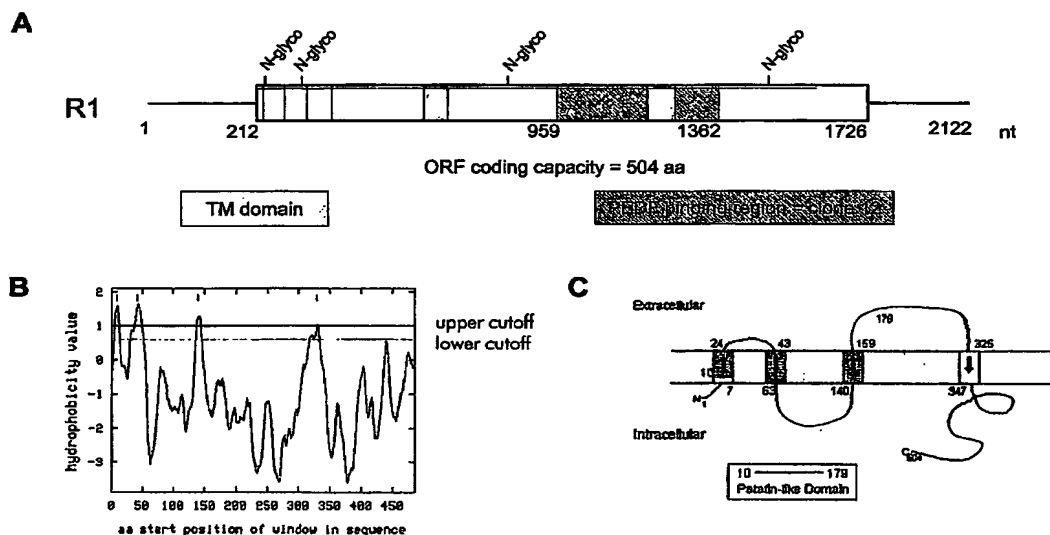 A
N-glyco N-glyco N-glyco N-glyco
R1
1 212 959 1362 1726 2122 nt
ORF coding capacity = 504 aa
TM domain
B
hydrophobicity value
2
1
0
-1
-2
-3
0 50 100 150 200 250 300 350 400 450
aa start position of window in sequence
upper cutoff
lower cutoff
C
Extracellular
179
24 43 159 325
10
N1 7 63 140 347
Intracellular
C504
10 179
Patatin-like Domain